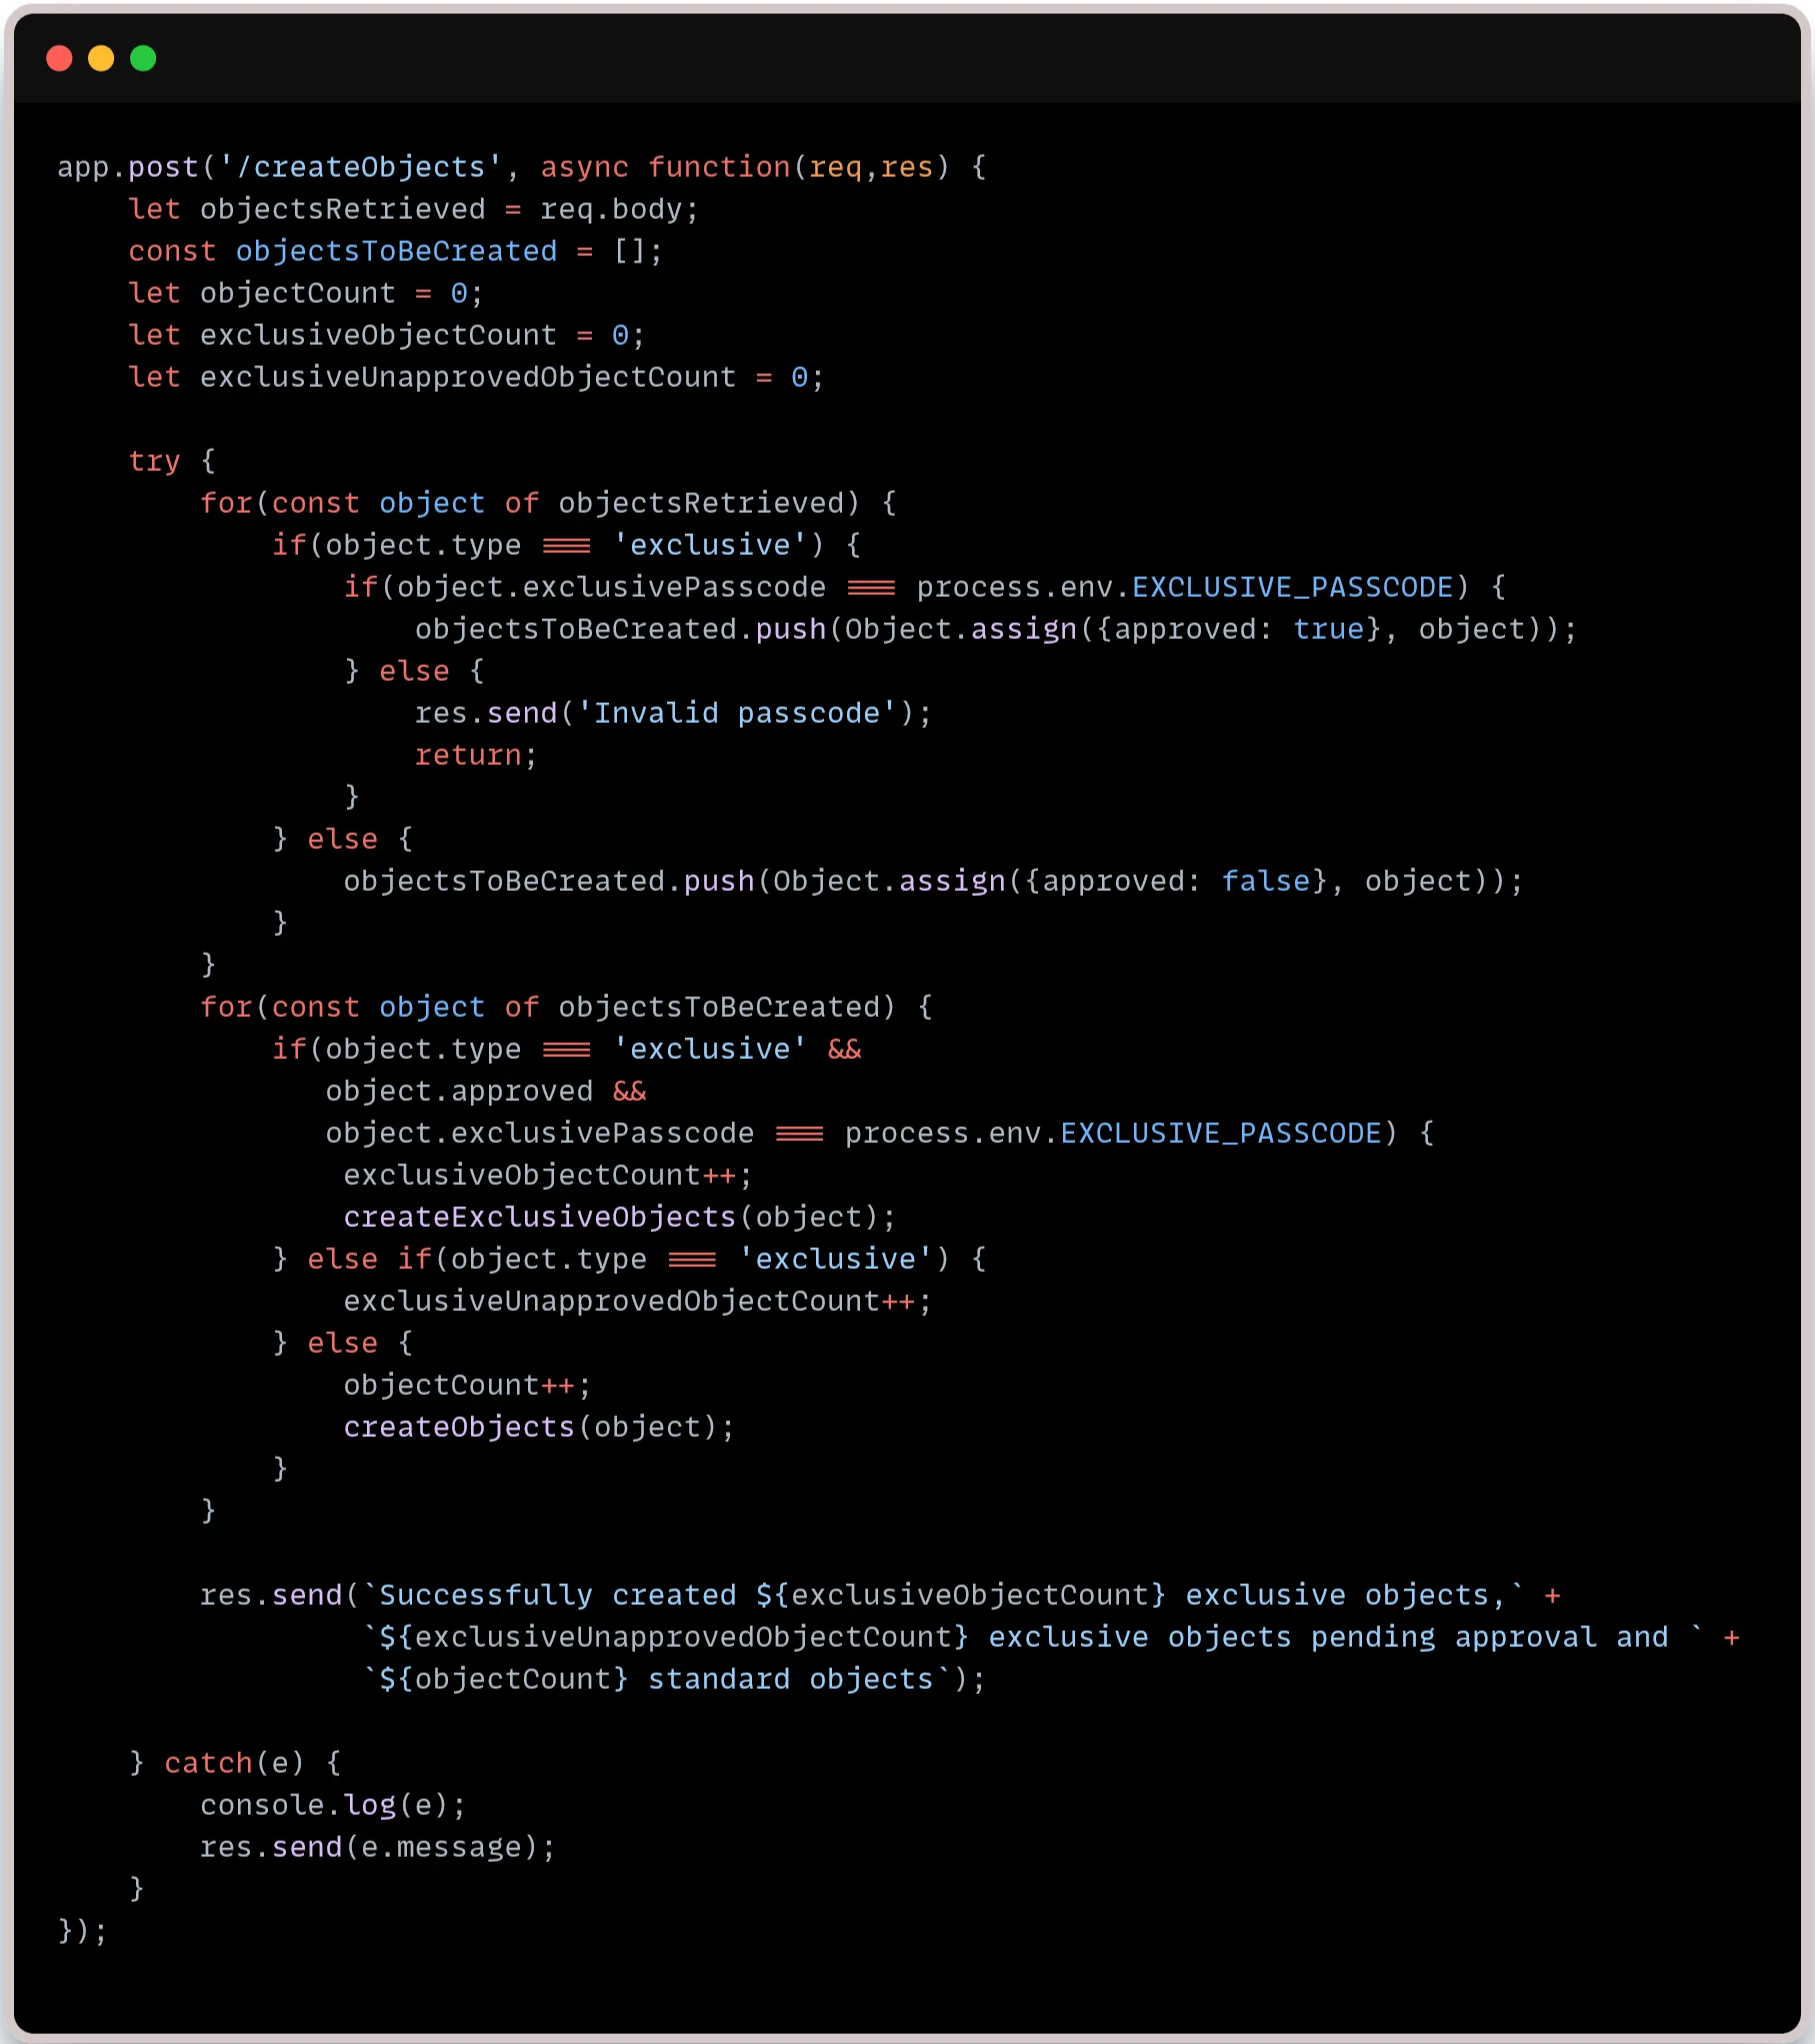 app.post('/createObjects', async function(req,res) {
    let objectsRetrieved = req.body;
    const objectsToBeCreated = [];
    let objectCount = 0;
    let exclusiveObjectCount = 0;
    let exclusiveUnapprovedObjectCount = 0;

    try {
        for(const object of objectsRetrieved) {
            if(object.type === 'exclusive') {
                if(object.exclusivePasscode === process.env.EXCLUSIVE_PASSCODE) {
                    objectsToBeCreated.push(Object.assign({approved: true}, object));
                } else {
                    res.send('Invalid passcode');
                    return;
                }
            } else {
                objectsToBeCreated.push(Object.assign({approved: false}, object));
            }
        }
        for(const object of objectsToBeCreated) {
            if(object.type === 'exclusive' &&
               object.approved &&
               object.exclusivePasscode === process.env.EXCLUSIVE_PASSCODE) {
                exclusiveObjectCount++;
                createExclusiveObjects(object);
            } else if(object.type === 'exclusive') {
                exclusiveUnapprovedObjectCount++;
            } else {
                objectCount++;
                createObjects(object);
            }
        }

        res.send(`Successfully created ${exclusiveObjectCount} exclusive objects,` +
                 `${exclusiveUnapprovedObjectCount} exclusive objects pending approval and ` +
                 `${objectCount} standard objects`);

    } catch(e) {
        console.log(e);
        res.send(e.message);
    }
});